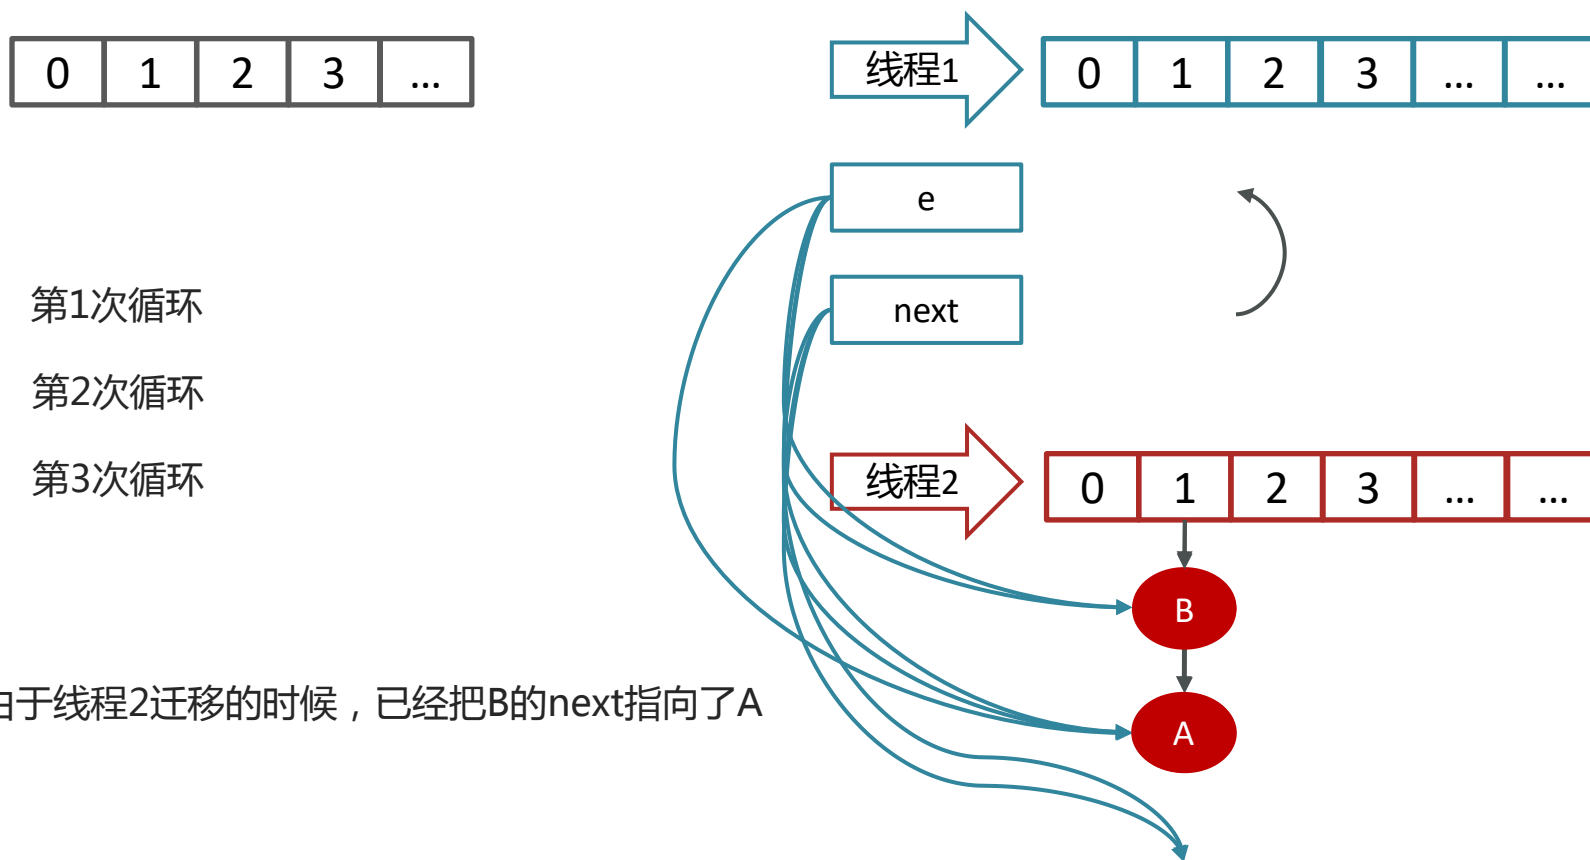 0 1 2 3 ...
线程1
0 1 2 3 ... ...
e
next
第1次循环
第2次循环
第3次循环
线程2
0 1 2 3 ... ...
B
由于线程2迁移的时候，已经把B的next指向了A
A